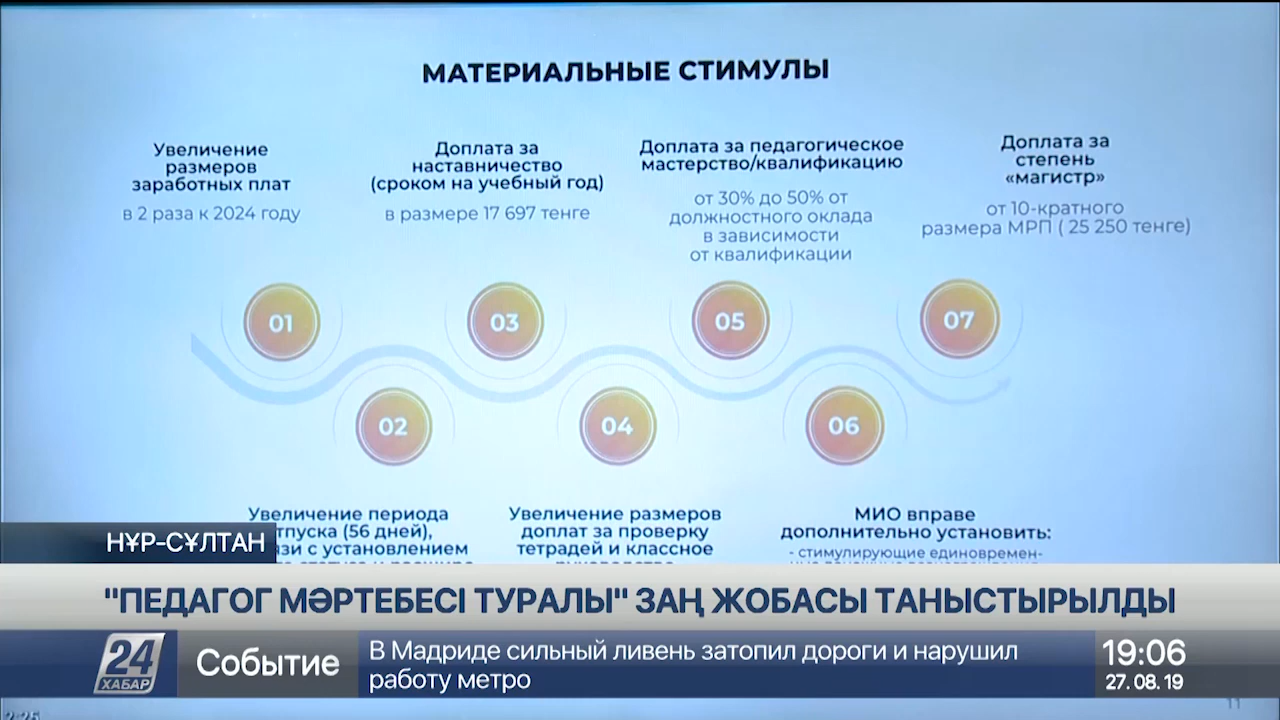 МАТЕРИАЛЬНЫЕ СТИМУЛЫ
Увеличение
размеров
заработных плат
в 2 раза к 2024 году
Доплата за
наставничество
(сроком на учебный год)
в размере 17 697 тенге
Доплата за педагогическое
мастерство/квалификацию
от 30% до 50% от
должностного оклада
в зависимости
от квалификации
Доплата за
степень
«магистр»
от 10-кратного
размера МРП ( 25 250 тенге)
01
03
05
07
02
04
06
Увеличение периода
(56 дней),
с установлением
Увеличение размеров
доплат за проверку
тетрадей и классное
МИО вправе
дополнительно установить:
- стимулирующие единовремен-
НҰР-СҰЛТАН
"ПЕДАГОГ МӘРТЕБЕСІ ТУРАЛЫ" ЗАҢ ЖОБАСЫ ТАНЫСТЫРЫЛДЫ
24
ХАБАР
Событие
В Мадриде сильный ливень затопил дороги и нарушил
работу метро
19:06
27. 08. 19
11